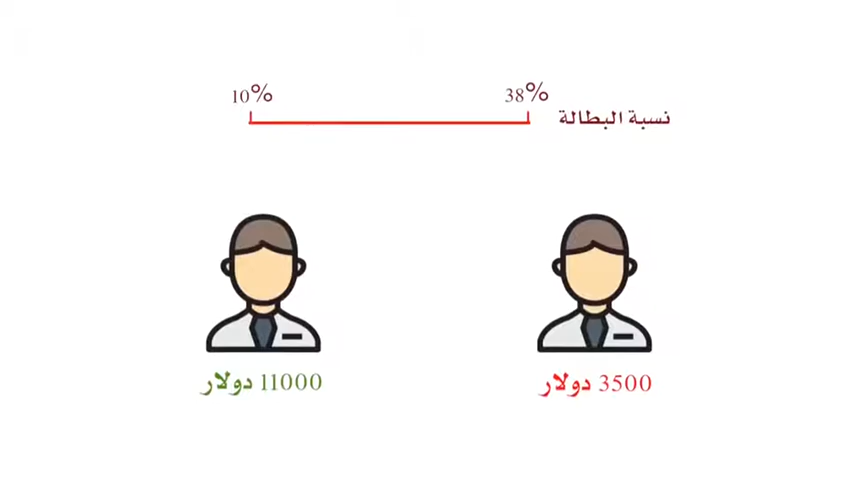 38%
10%
نسبة البطالة
3500 دولار
11000 دولار